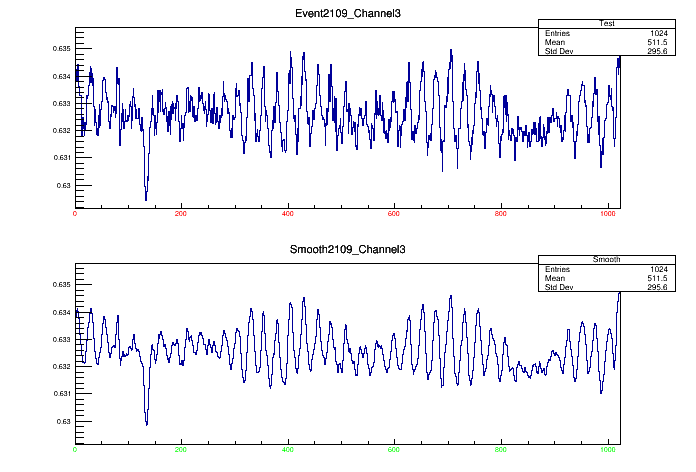 Event2109_Channel3
Test
Entries 1024
Mean 511.5
Std Dev 295.6
0.635
0.634
0.633
0.632
0.631
0.63
0 200 400 600 800 1000
Smooth2109_Channel3
Smooth
Entries 1024
Mean 511.5
Std Dev 295.6
0.635
0.634
0.633
0.632
0.631
0.63
0 200 400 600 800 1000